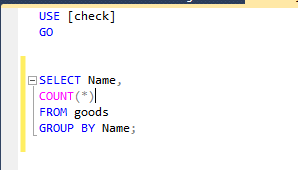 USE [check]
GO
SELECT Name,
COUNT(*)
FROM goods
GROUP BY Name;